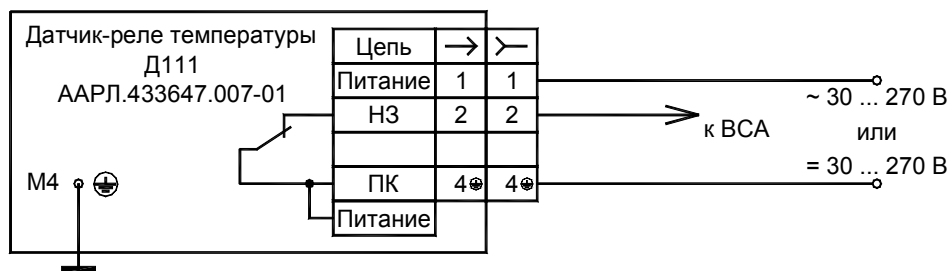 Датчик-реле температуры
Д111
ААРЛ.433647.007-01
Цепь
Питание 1 1
НЗ 2 2
ПК 4 4
Питание
М4
к ВСА
~ 30 ... 270 В
или
= 30 ... 270 В